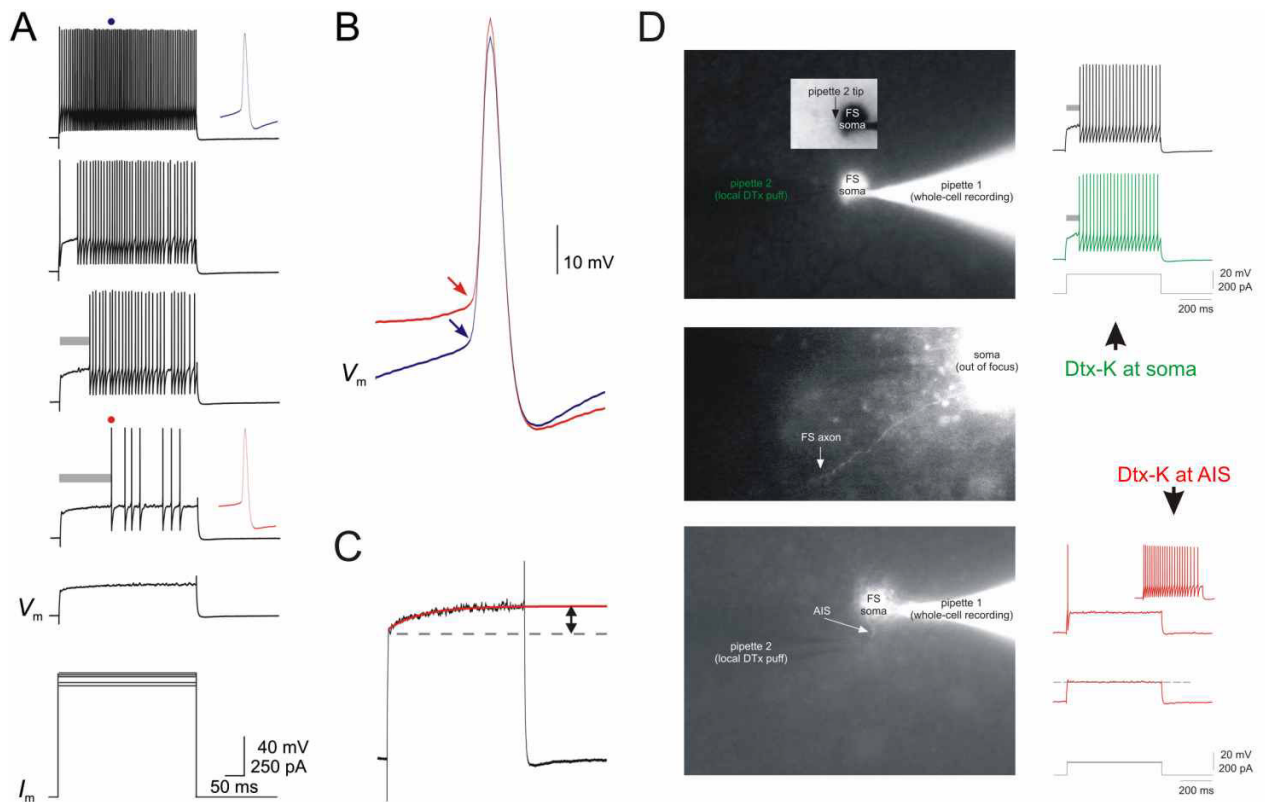 A
V
m
I
m
40 mV
250 pA
50 ms
B
V
m
10 mV
C
D
pipette 2 tip
FS
soma
FS
soma
pipette 2
(local DTx puff)
pipette 1
(whole-cell recording)
20 mV
200 pA
200 ms
Dtx-K at soma
soma
(out of focus)
FS axon
Dtx-K at AIS
FS
soma
AIS
pipette 1
(whole-cell recording)
pipette 2
(local DTx puff)
20 mV
200 pA
200 ms